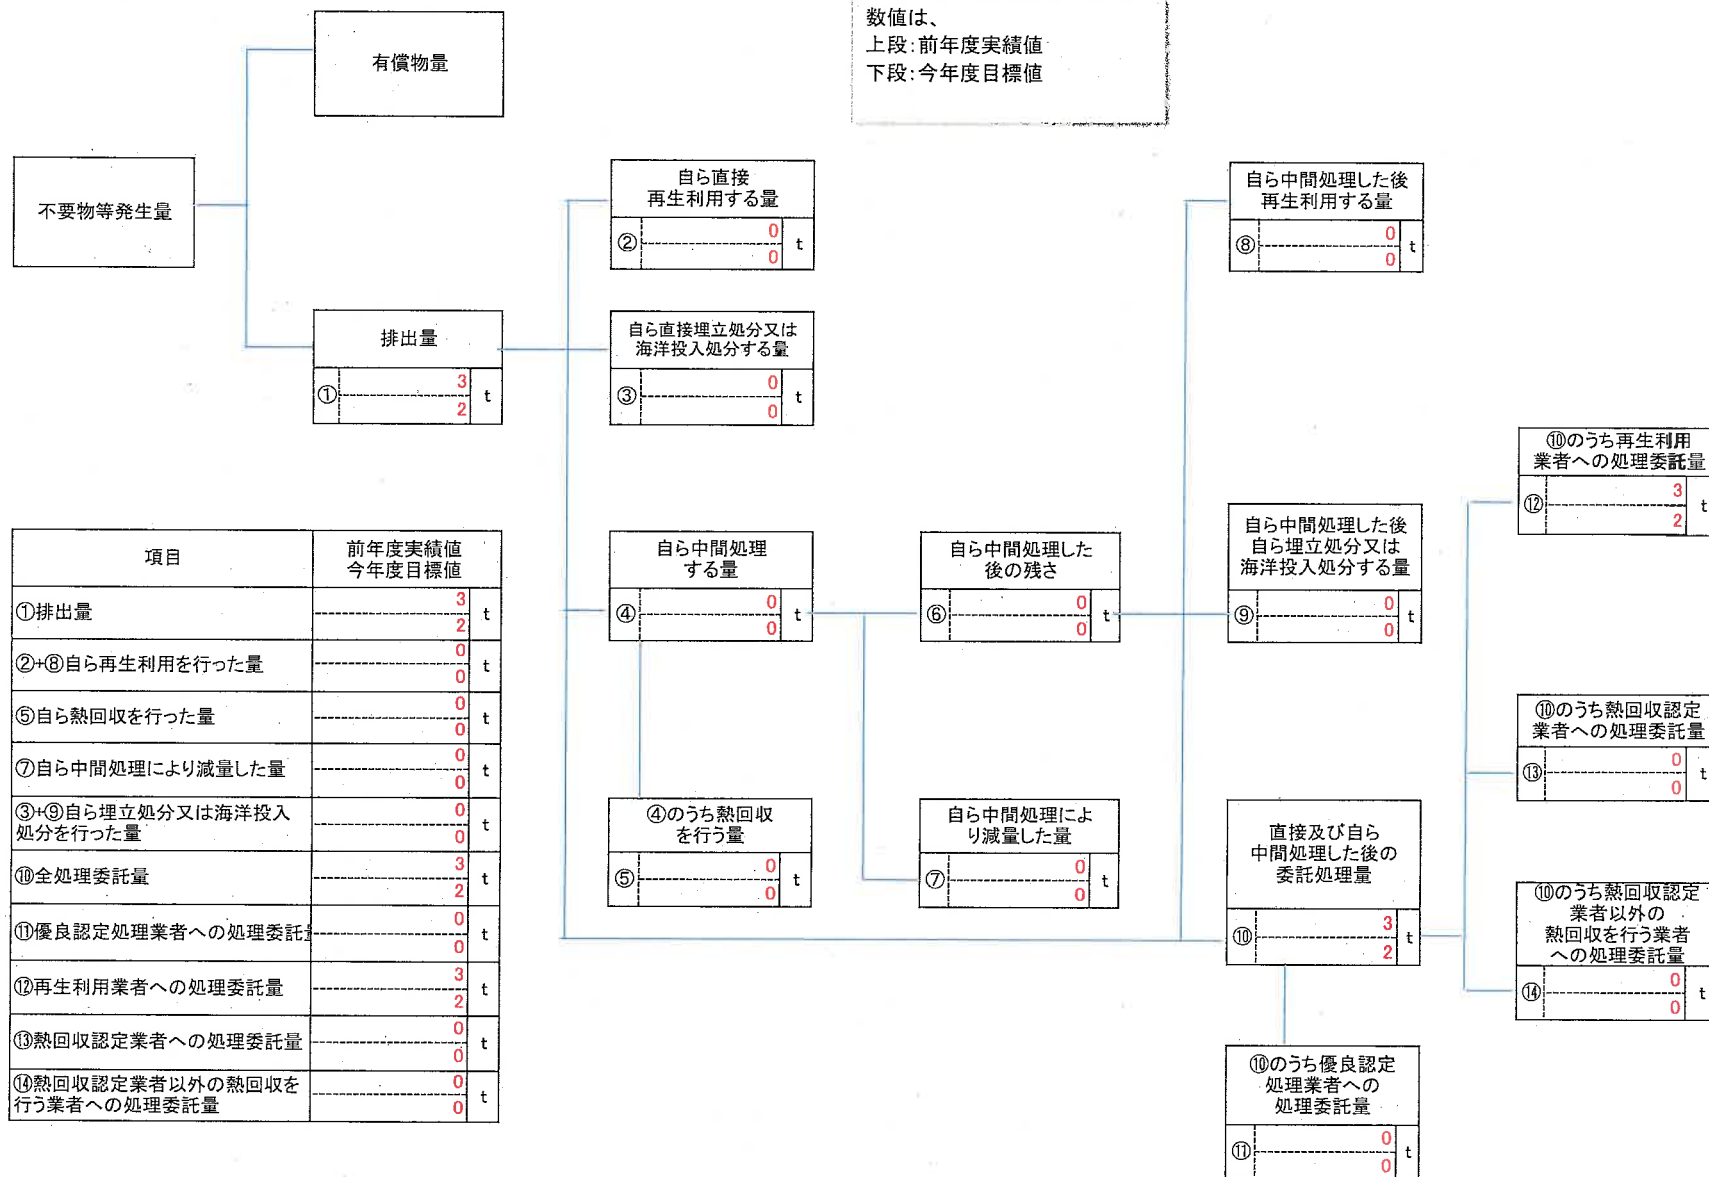 数値は、
上段:前年度実績値
下段:今年度目標値
有償物量
不要物等発生量
排出量
①
3
2
t
自ら直接
再生利用する量
②
0
0
t
自ら直接埋立処分又は
海洋投入処分する量
③
0
0
t
自ら中間処理
する量
④
0
0
t
④のうち熱回収
を行う量
⑤
0
0
t
自ら中間処理した
後の残さ
⑥
0
0
t
自ら中間処理によ
り減量した量
⑦
0
0
t
自ら中間処理した後
再生利用する量
⑧
0
0
t
自ら中間処理した後
自ら埋立処分又は
海洋投入処分する量
⑨
0
0
t
直接及び自ら
中間処理した後の
委託処理量
⑩
3
2
t
⑩のうち優良認定
処理業者への
処理委託量
⑪
0
0
t
⑩のうち再生利用
業者への処理委託量
⑫
3
2
t
⑩のうち熱回収認定
業者への処理委託量
⑬
0
0
t
⑩のうち熱回収認定
業者以外の
熱回収を行う業者
への処理委託量
⑭
0
0
t
項目
前年度実績値
今年度目標値
①排出量
3
2
t
②+⑧自ら再生利用を行った量
0
0
t
⑤自ら熱回収を行った量
0
0
t
⑦自ら中間処理により減量した量
0
0
t
③+⑨自ら埋立処分又は海洋投入
処分を行った量
0
0
t
⑩全処理委託量
3
2
t
⑪優良認定処理業者への処理委託
0
0
t
⑫再生利用業者への処理委託量
3
2
t
⑬熱回収認定業者への処理委託量
0
0
t
⑭熱回収認定業者以外の熱回収を
行う業者への処理委託量
0
0
t